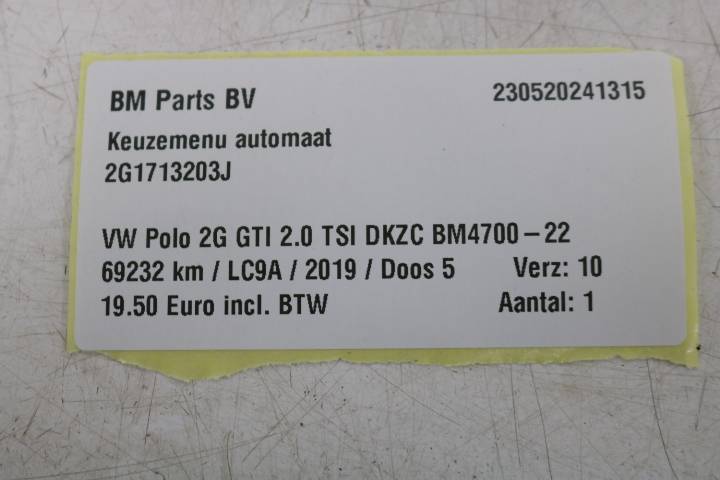 BM Parts BV 230520241315
Keuzemenu automaat
2G1713203J
VW Polo 2G GTI 2.0 TSI DKZC BM4700-22
69232 km / LC9A / 2019 / Doos 5 Verz: 10
19.50 Euro incl. BTW Aantal: 1